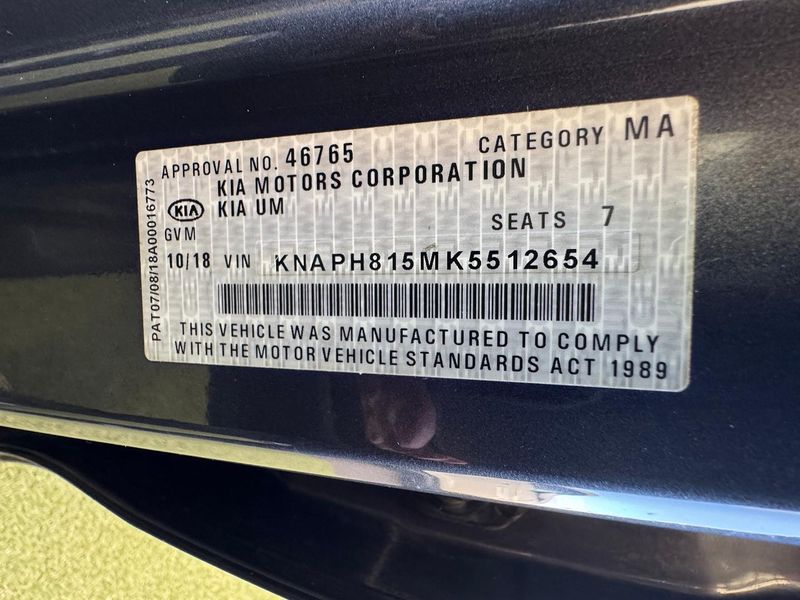 APPROVAL NO. 46765 CATEGORY MA
KIA MOTORS CORPORATION
KIA KIA UM
SEATS 7
GVM
10/18 VIN KNAPH815MK5512654
THIS VEHICLE WAS MANUFACTURED TO COMPLY
WITH THE MOTOR VEHICLE STANDARDS ACT 1989
PAT07/08/18A00016773